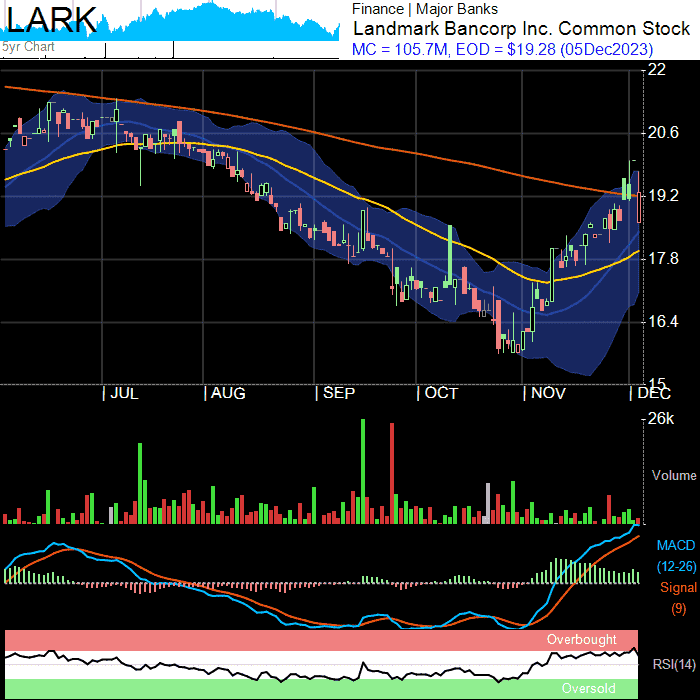 LARK
5yr Chart
Finance | Major Banks
Landmark Bancorp Inc. Common Stock
MC = 105.7M, EOD = $19.28 (05Dec2023)
22
20.6
19.2
17.8
16.4
15
JUL AUG SEP OCT NOV DEC
26k
Volume
MACD
(12-26)
Signal
(9)
Overbought
RSI(14)
Oversold